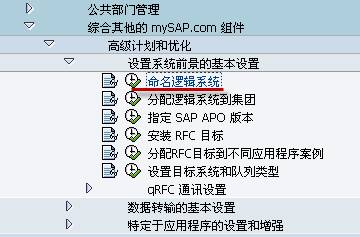 公共部门管理
综合其他的 mySAP.com 组件
高级计划和优化
设置系统前景的基本设置
命名逻辑系统
分配逻辑系统到集团
指定 SAP APO 版本
安装 RFC 目标
分配RFC目标到不同应用程序案例
设置目标系统和队列类型
qRFC 通讯设置
数据转输的基本设置
特定于应用程序的设置和增强